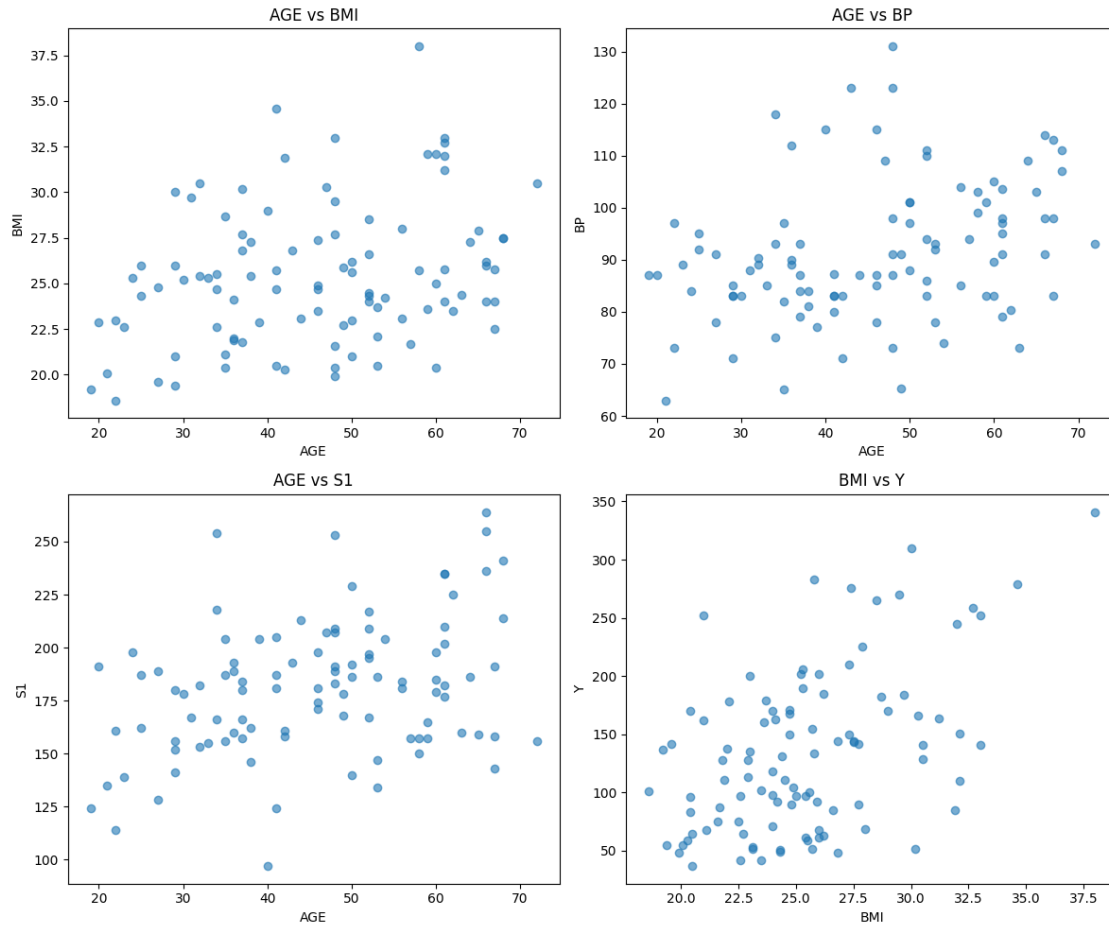 AGE vs BMI
37.5
35.0
32.5
30.0
27.5
25.0
22.5
20.0
BMI
20 30 40 50 60 70
AGE
AGE vs BP
130
120
110
100
90
80
70
60
BP
20 30 40 50 60 70
AGE
AGE vs S1
250
225
200
175
150
125
100
S1
20 30 40 50 60 70
AGE
BMI vs Y
350
300
250
200
150
100
50
Y
20.0 22.5 25.0 27.5 30.0 32.5 35.0 37.5
BMI